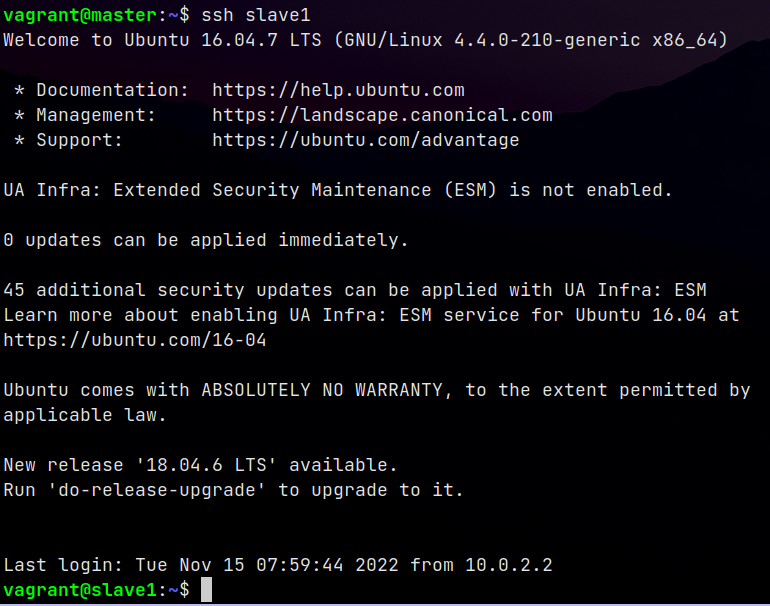 vagrant@master:~$ ssh slave1
Welcome to Ubuntu 16.04.7 LTS (GNU/Linux 4.4.0-210-generic x86_64)
 * Documentation:  https://help.ubuntu.com
 * Management:     https://landscape.canonical.com
 * Support:        https://ubuntu.com/advantage
UA Infra: Extended Security Maintenance (ESM) is not enabled.
0 updates can be applied immediately.
45 additional security updates can be applied with UA Infra: ESM
Learn more about enabling UA Infra: ESM service for Ubuntu 16.04 at
https://ubuntu.com/16-04
Ubuntu comes with ABSOLUTELY NO WARRANTY, to the extent permitted by
applicable law.
New release '18.04.6 LTS' available.
Run 'do-release-upgrade' to upgrade to it.
Last login: Tue Nov 15 07:59:44 2022 from 10.0.2.2
vagrant@slave1:~$